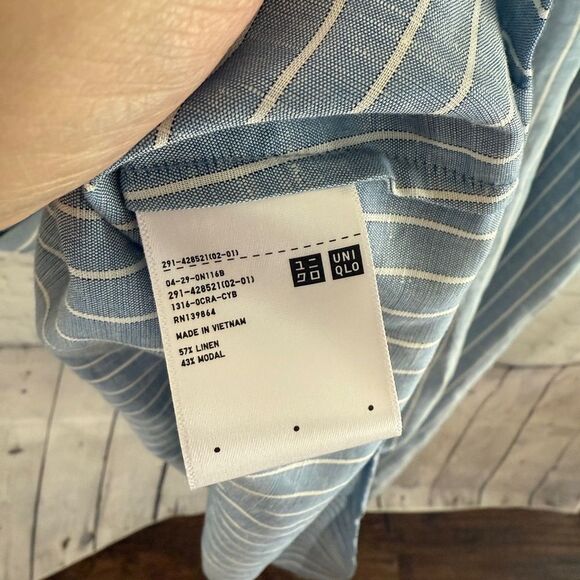 291-428521(02-01)
ユニ
クロ
UNI
QLO
04-29-0N116B
291-428521(02-01)
1316-0CRA-CYB
RN139864
MADE IN VIETNAM
57% LINEN
43% MODAL